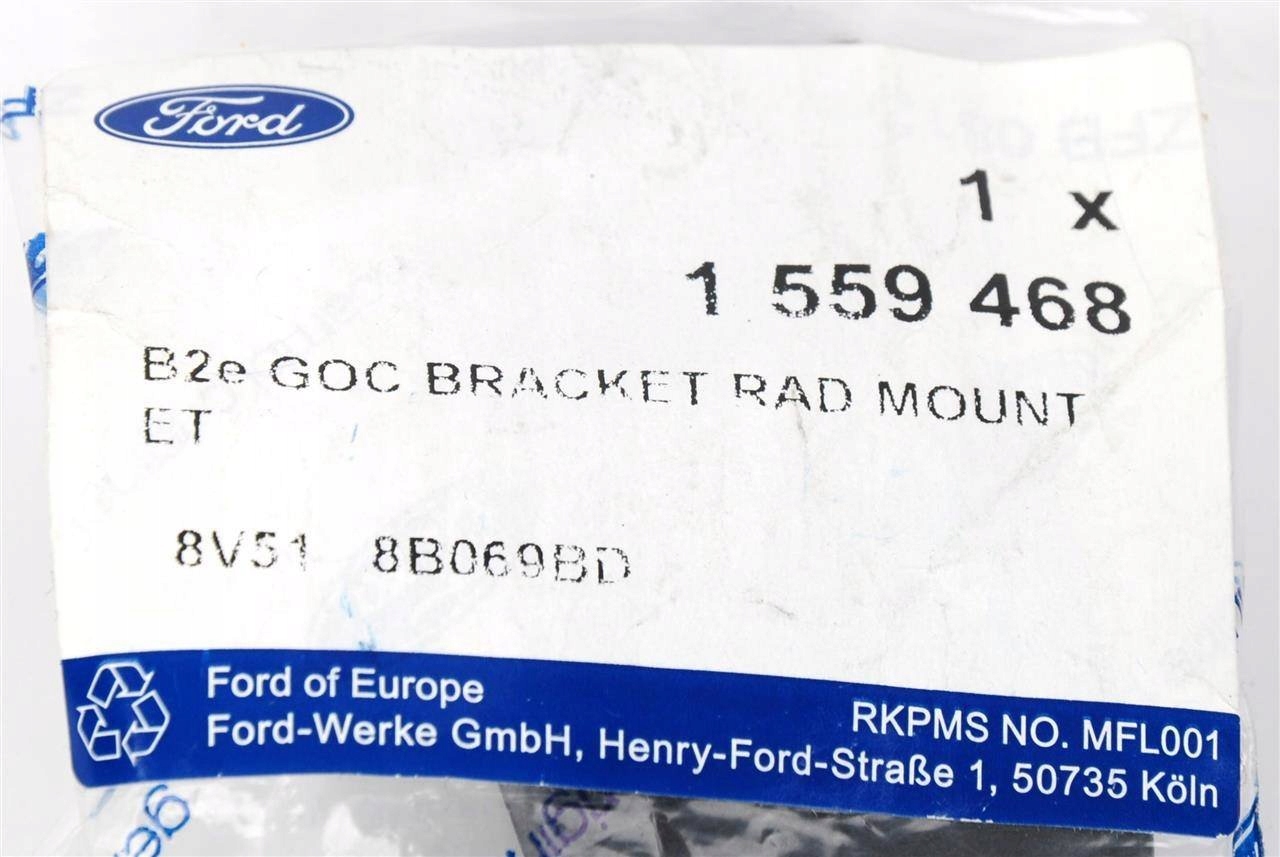 Ford
1 x
1 559 468
B2e GOC BRACKET RAD MOUNT
ET
8V51 8B069BD
Ford of Europe
RKPMS NO. MFL001
Ford-Werke GmbH, Henry-Ford-Straße 1, 50735 Köln